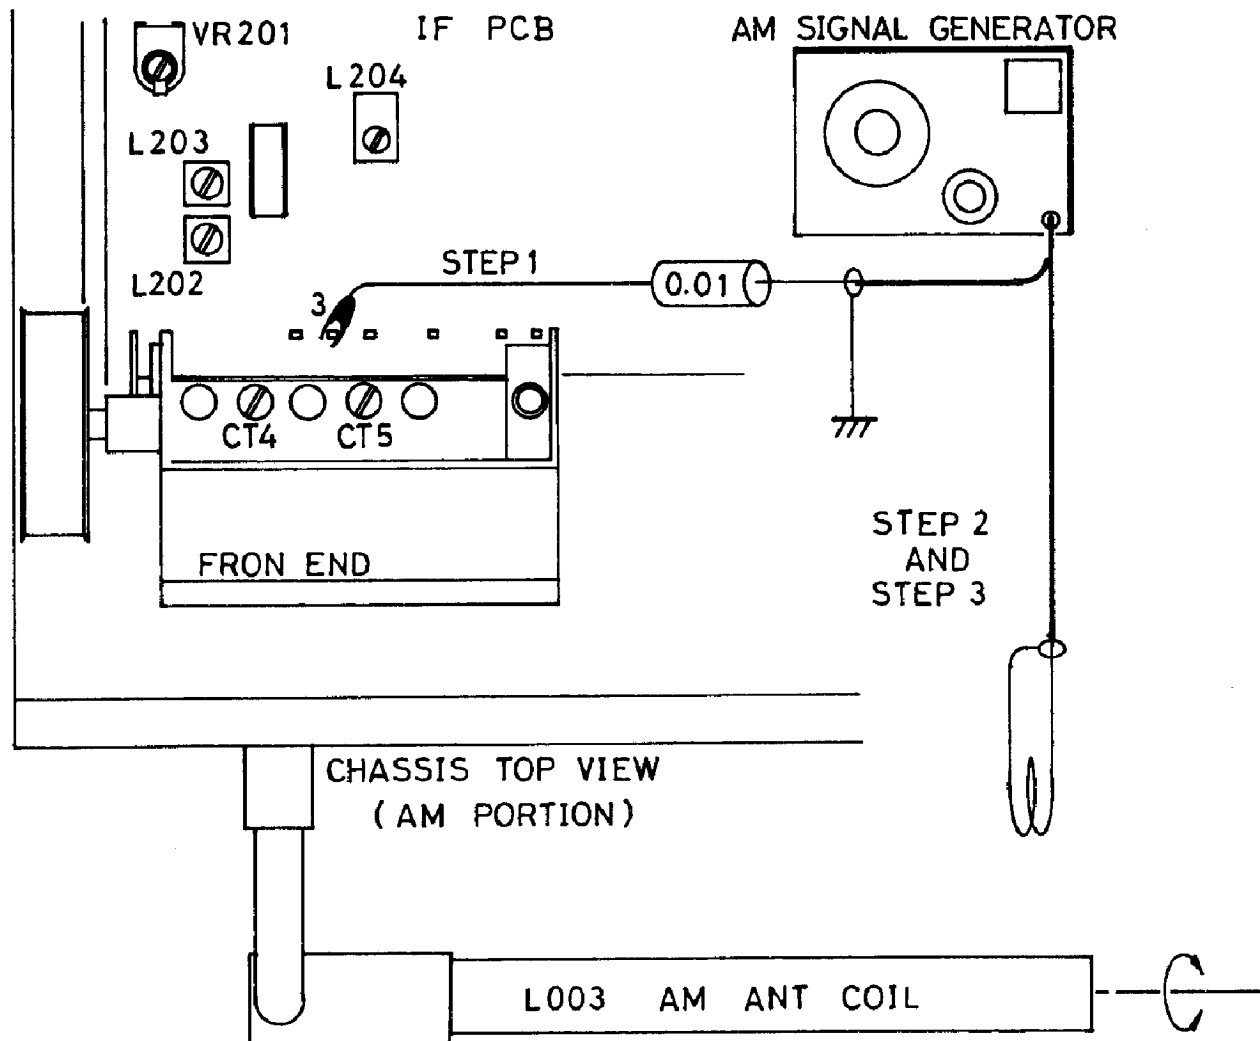 VR201
IF PCB
AM SIGNAL GENERATOR
L204
L203
STEP 1
0.01
L202
3
CT4
CT5
STEP 2
AND
STEP 3
FRON END
CHASSIS TOP VIEW
(AM PORTION)
L003 AM ANT COIL